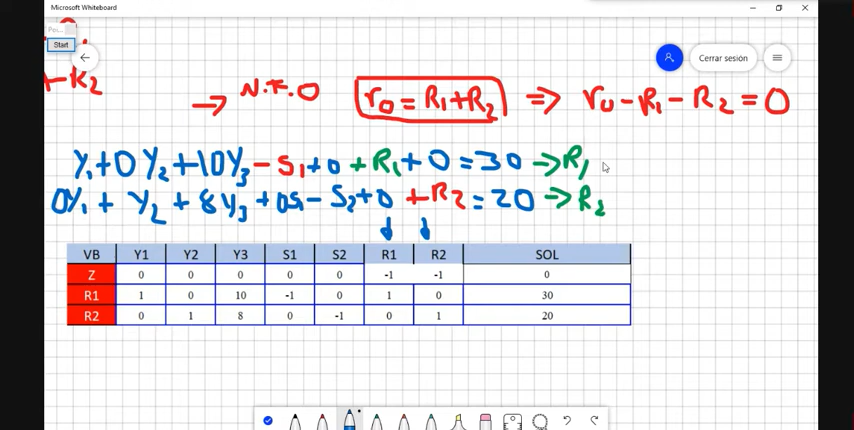 Microsoft Whiteboard
Start
Cerrar sesión
→ N.F.O r₀ = R₁ + R₂ ⇒ r₀ - R₁ - R₂ = 0
Y₁ + 0Y₂ + 10Y₃ - S₁ + 0 + R₁ + 0 = 30 → R₁
0Y₁ + Y₂ + 8Y₃ + 0S₁ - S₂ + 0 + R₂ = 20 → R₂
VB Y1 Y2 Y3 S1 S2 R1 R2 SOL
Z 0 0 0 0 0 -1 -1 0
R1 1 0 10 -1 0 1 0 30
R2 0 1 8 0 -1 0 1 20